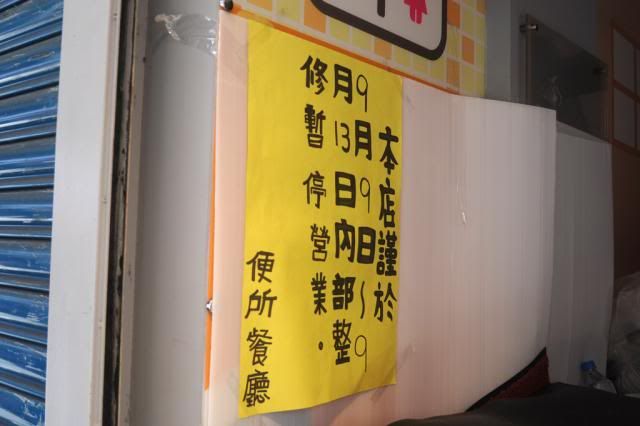 本店謹於
9月9日~9
月13日內部整
修暫停營業.
便所餐廳